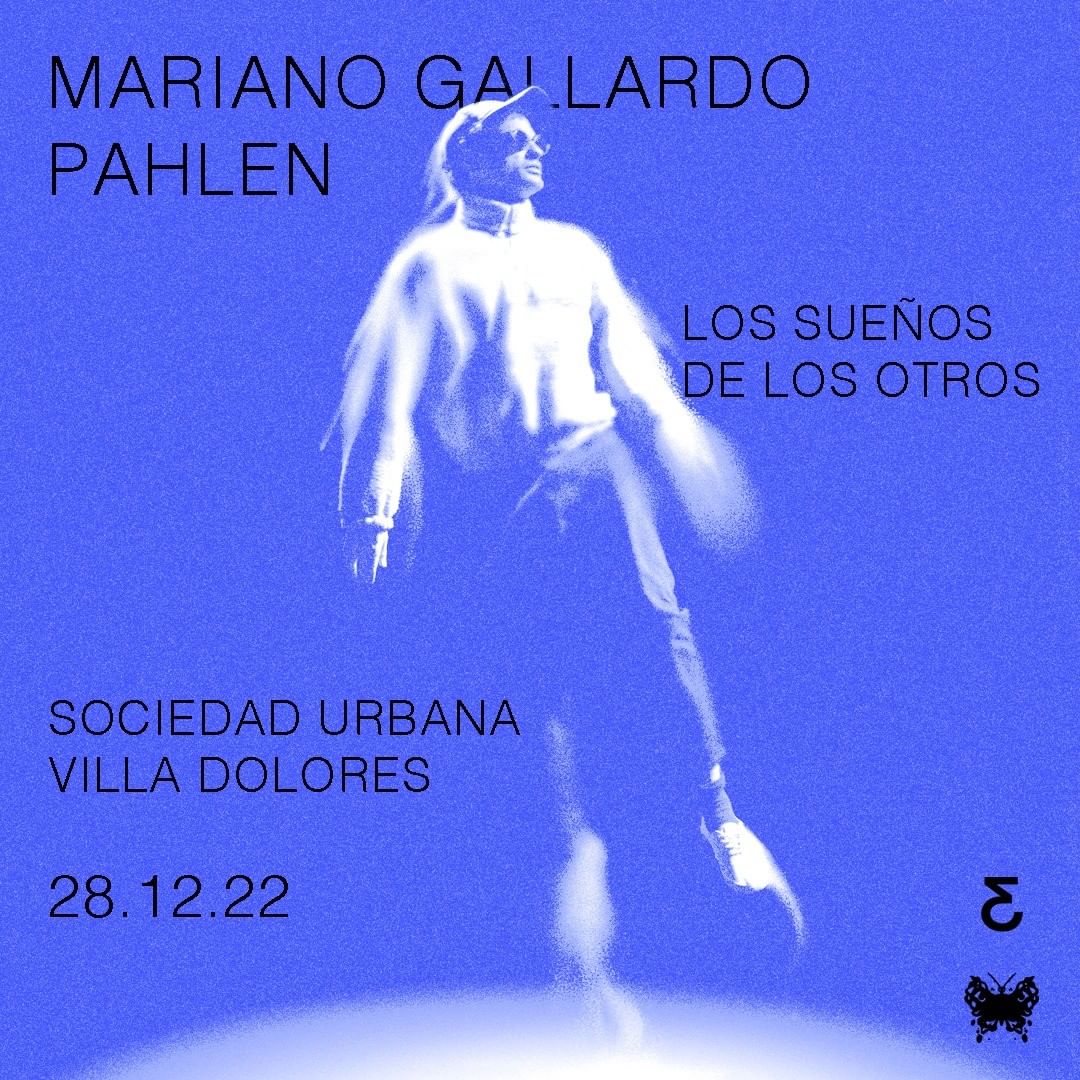 MARIANO GALLARDO
PAHLEN
LOS SUEÑOS
DE LOS OTROS
SOCIEDAD URBANA
VILLA DOLORES
28.12.22